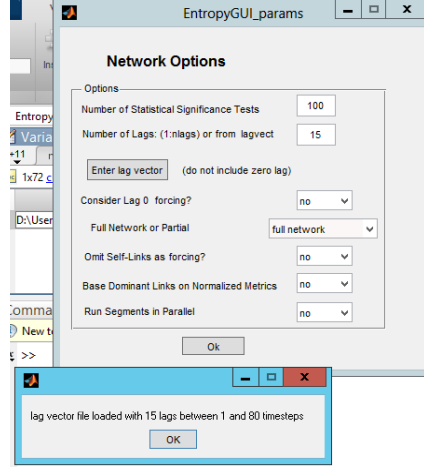 EntropyGUI_params
Network Options
Options
Number of Statistical Significance Tests 100
Number of Lags: (1:nlags) or from lagvect 15
Enter lag vector (do not include zero lag)
Consider Lag 0 forcing? no
Full Network or Partial full network
Omit Self-Links as forcing? no
Base Dominant Links on Normalized Metrics no
Run Segments in Parallel no
Ok
Entropy
Varia
1x72
D:\User
Comma
New
>>
lag vector file loaded with 15 lags between 1 and 80 timesteps
OK